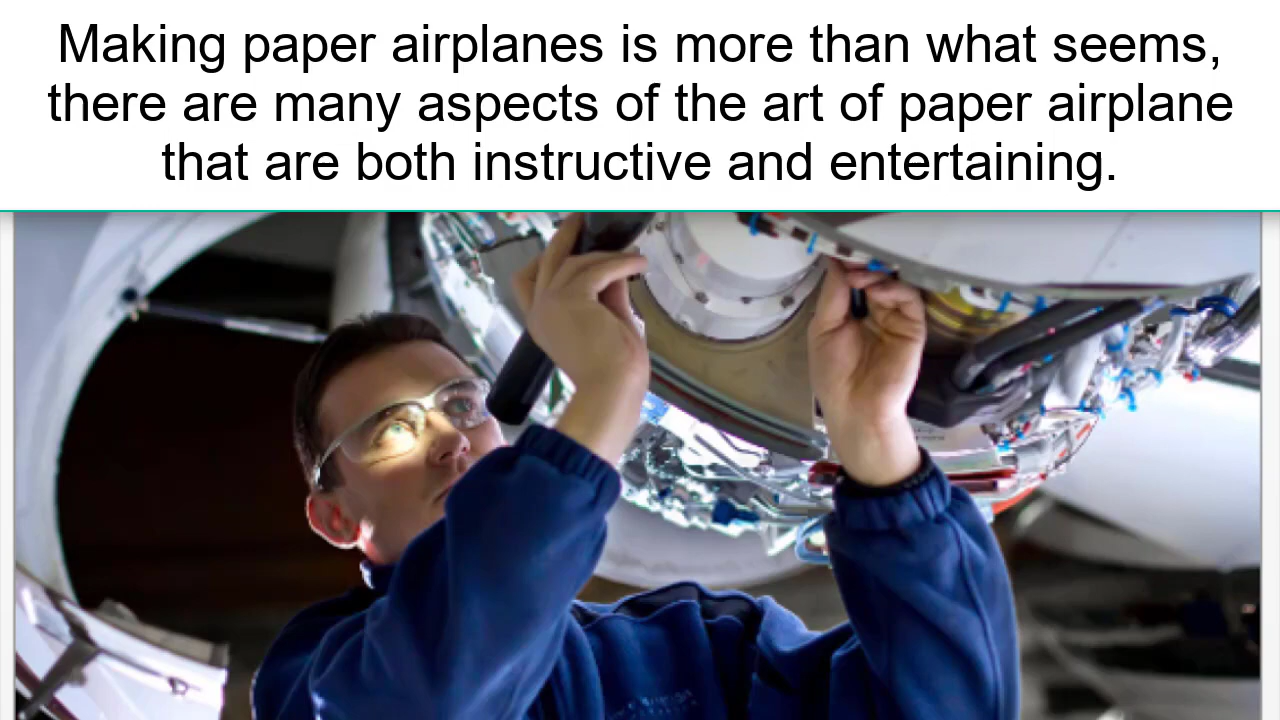 Making paper airplanes is more than what seems,
there are many aspects of the art of paper airplane
that are both instructive and entertaining.